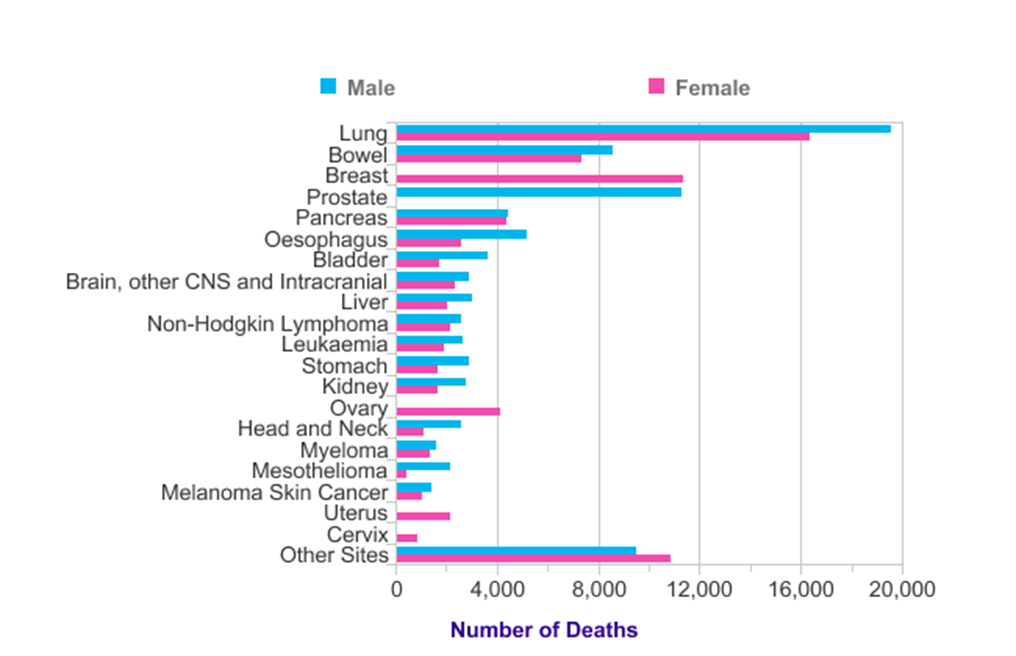 Male Female
Lung
Bowel
Breast
Prostate
Pancreas
Oesophagus
Bladder
Brain, other CNS and Intracranial
Liver
Non-Hodgkin Lymphoma
Leukaemia
Stomach
Kidney
Ovary
Head and Neck
Myeloma
Mesothelioma
Melanoma Skin Cancer
Uterus
Cervix
Other Sites
0 4,000 8,000 12,000 16,000 20,000
Number of Deaths